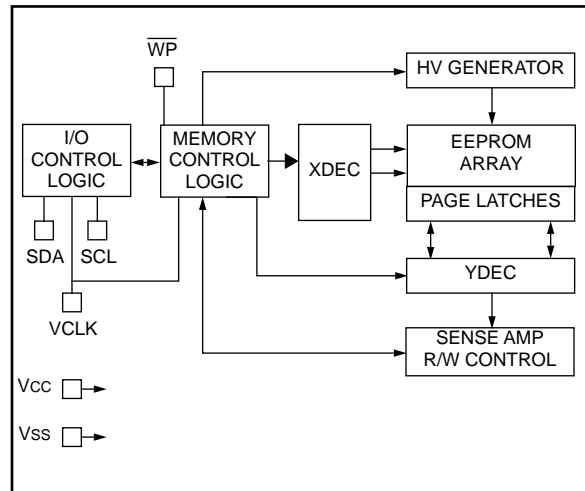 WP
HV GENERATOR
I/O
CONTROL
LOGIC
MEMORY
CONTROL
LOGIC
XDEC
EEPROM
ARRAY
PAGE LATCHES
SDA
SCL
YDEC
VCLK
SENSE AMP
R/W CONTROL
Vcc
Vss